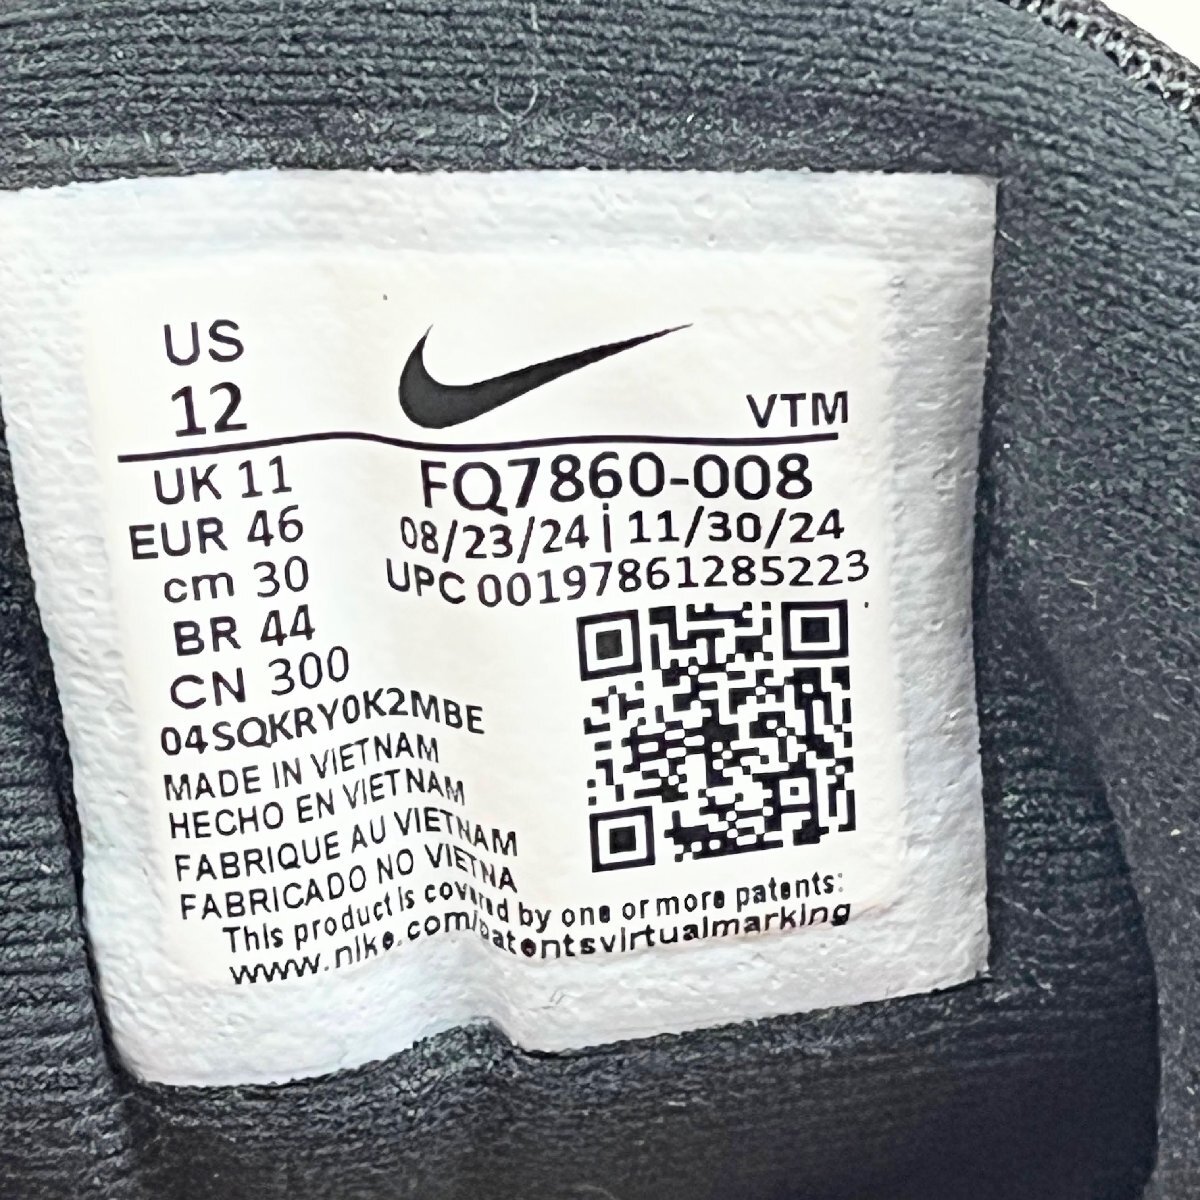 US
12
VTM
UK 11
EUR 46
cm 30
BR 44
CN 300
FQ7860-008
08/23/24 | 11/30/24
UPC 00197861285223
04SQKRY0K2MBE
MADE IN VIETNAM
HECHO EN VIETNAM
FABRIQUE AU VIETNAM
FABRICADO NO VIETNA
This product is covered by one or more patents:
www.nike.com/patentsvirtualmarking